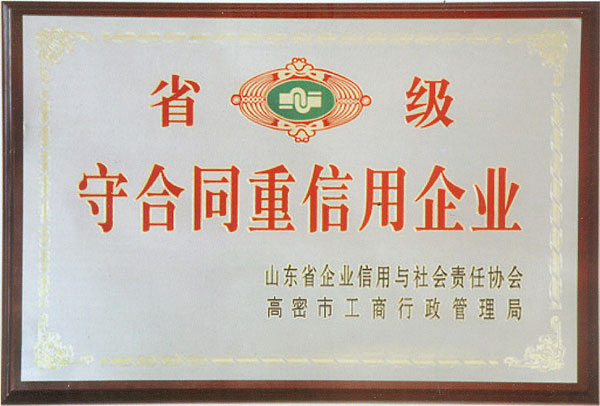 省 级
守合同重信用企业
山东省企业信用与社会责任协会
高密市工商行政管理局